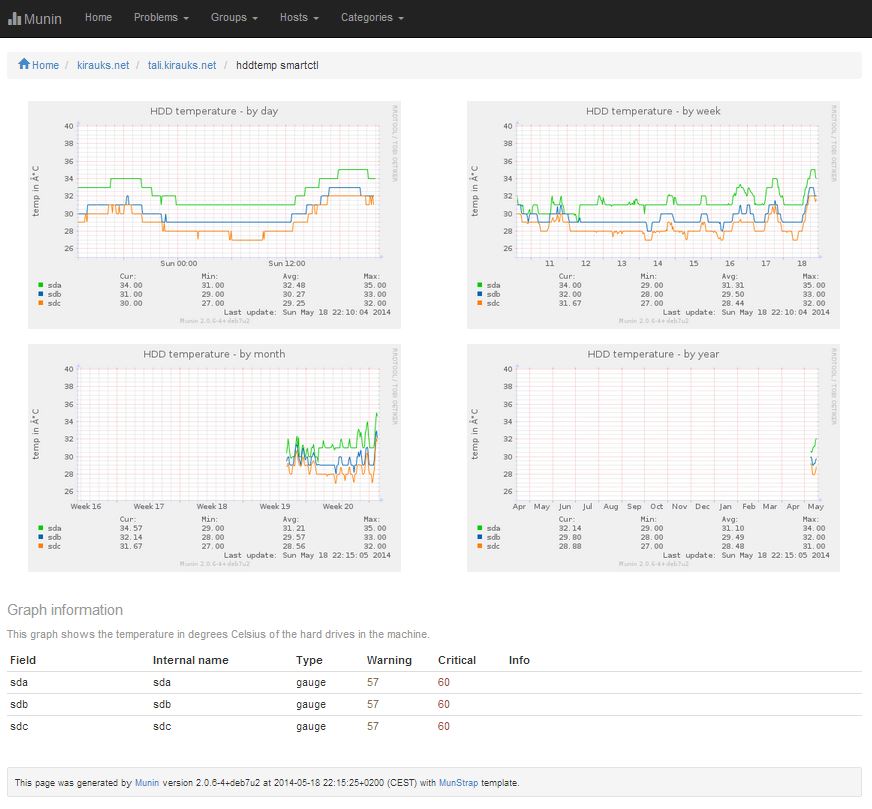 Munin Home Problems Groups Hosts Categories
Home / kirauks.net / tali.kirauks.net / hddtemp smartctl
HDD temperature - by day
RRDTOOL / TOBI OETIKER
temp in Â°C
40
38
36
34
32
30
28
26
Sun 00:00 Sun 12:00
Cur: Min: Avg: Max:
sda 34.00 31.00 32.48 35.00
sdb 31.00 29.00 30.27 33.00
sdc 30.00 27.00 29.25 32.00
Last update: Sun May 18 22:10:04 2014
Munin 2.0.6-4+deb7u2
HDD temperature - by week
RRDTOOL / TOBI OETIKER
temp in Â°C
40
38
36
34
32
30
28
26
11 12 13 14 15 16 17 18
Cur: Min: Avg: Max:
sda 34.00 29.00 31.31 35.00
sdb 32.00 28.00 29.50 33.00
sdc 31.67 27.00 28.44 32.00
Last update: Sun May 18 22:10:04 2014
Munin 2.0.6-4+deb7u2
HDD temperature - by month
RRDTOOL / TOBI OETIKER
temp in Â°C
40
38
36
34
32
30
28
26
Week 16 Week 17 Week 18 Week 19 Week 20
Cur: Min: Avg: Max:
sda 34.57 29.00 31.21 35.00
sdb 32.14 28.00 29.57 33.00
sdc 31.67 27.00 28.56 32.00
Last update: Sun May 18 22:15:05 2014
Munin 2.0.6-4+deb7u2
HDD temperature - by year
RRDTOOL / TOBI OETIKER
temp in Â°C
40
38
36
34
32
30
28
26
Apr May Jun Jul Aug Sep Oct Nov Dec Jan Feb Mar Apr May
Cur: Min: Avg: Max:
sda 32.14 29.00 31.10 34.00
sdb 29.80 28.00 29.49 32.00
sdc 28.88 27.00 28.48 31.00
Last update: Sun May 18 22:15:05 2014
Munin 2.0.6-4+deb7u2
Graph information
This graph shows the temperature in degrees Celsius of the hard drives in the machine.
Field Internal name Type Warning Critical Info
sda sda gauge 57 60
sdb sdb gauge 57 60
sdc sdc gauge 57 60
This page was generated by Munin version 2.0.6-4+deb7u2 at 2014-05-18 22:15:25+0200 (CEST) with MunStrap template.